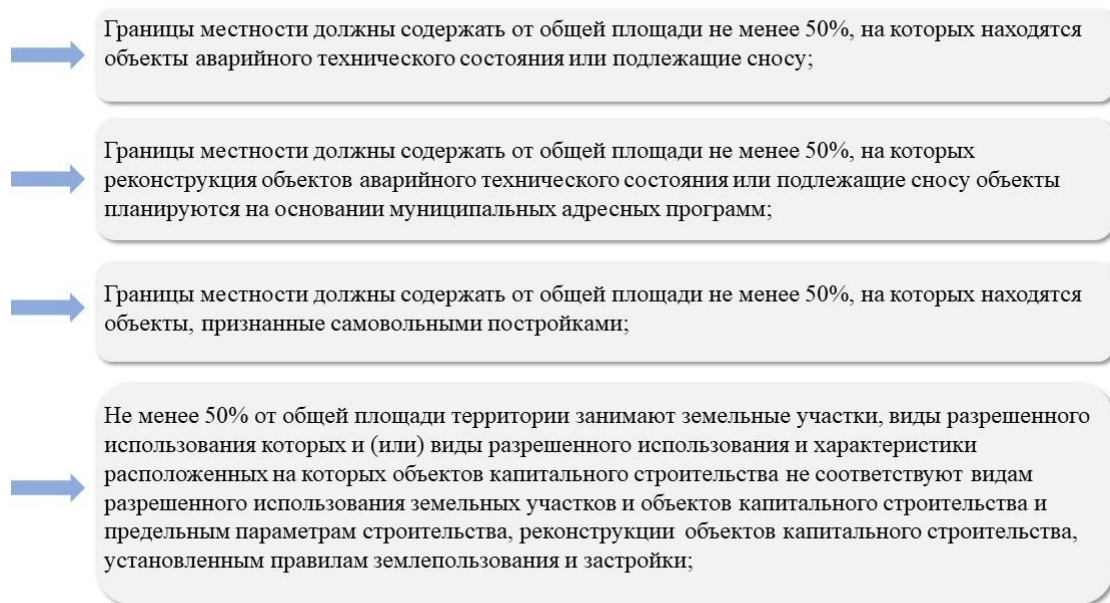 Границы местности должны содержать от общей площади не менее 50%, на которых находятся
объекты аварийного технического состояния или подлежащие сносу;
Границы местности должны содержать от общей площади не менее 50%, на которых
реконструкция объектов аварийного технического состояния или подлежащие сносу объекты
планируются на основании муниципальных адресных программ;
Границы местности должны содержать от общей площади не менее 50%, на которых находятся
объекты, признанные самовольными постройками;
Не менее 50% от общей площади территории занимают земельные участки, виды разрешенного
использования которых и (или) виды разрешенного использования и характеристики
расположенных на которых объектов капитального строительства не соответствуют видам
разрешенного использования земельных участков и объектов капитального строительства и
предельным параметрам строительства, реконструкции объектов капитального строительства,
установленным правилам землепользования и застройки;